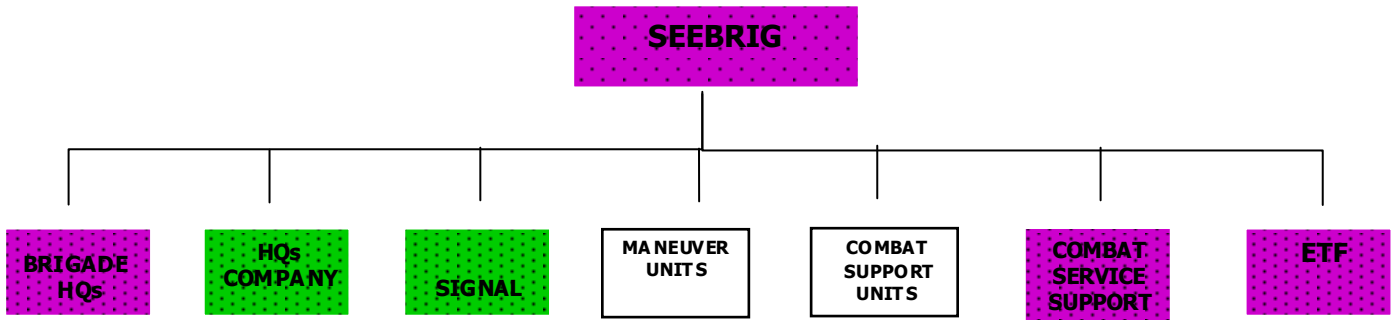 SEEBRIG
BRIGADE
HQs
HQs
COMPANY
SIGNAL
MANEUVER
UNITS
COMBAT
SUPPORT
UNITS
COMBAT
SERVICE
SUPPORT
ETF